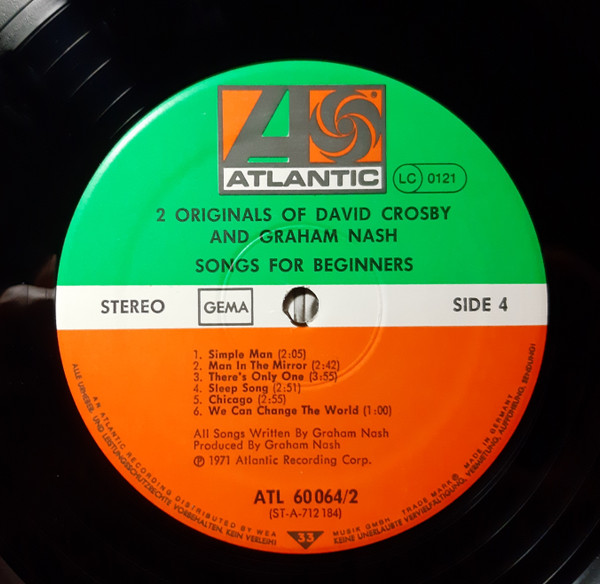 ATLANTIC
®
LC 0121
2 ORIGINALS OF DAVID CROSBY
AND GRAHAM NASH
SONGS FOR BEGINNERS
STEREO GEMA SIDE 4
1. Simple Man (2:05)
2. Man In The Mirror (2:42)
3. There's Only One (3:55)
4. Sleep Song (2:51)
5. Chicago (2:55)
6. We Can Change The World (1:00)
All Songs Written By Graham Nash
Produced By Graham Nash
℗ 1971 Atlantic Recording Corp.
ATL 60 064/2
(ST-A-712 184)
33
AN ATLANTIC RECORDING DISTRIBUTED BY WEA MUSIK GMBH. TRADE MARK® MADE IN GERMANY
ALLE URHEBER- UND LEISTUNGSSCHUTZRECHTE VORBEHALTEN. KEIN VERLEIH! KEINE UNERLAUBTE VERVIELFÄLTIGUNG, VERMIETUNG, AUFFÜHRUNG, SENDUNG!